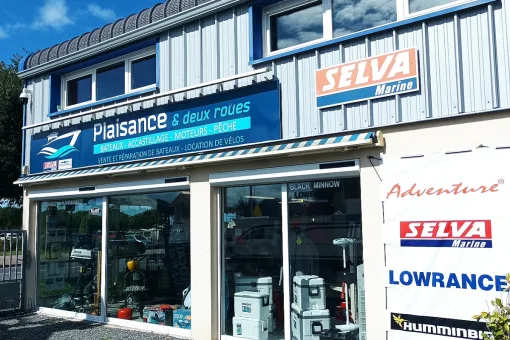 Plaisance & deux roues
BATEAUX - ACCASTILLAGE - MOTEURS - PÊCHE
VENTE ET RÉPARATION DE BATEAUX - LOCATION DE VÉLOS
SELVA
Marine
BLACK MINNOW
Adventure®
SELVA
Marine
LOWRANCE
HUMMINBI